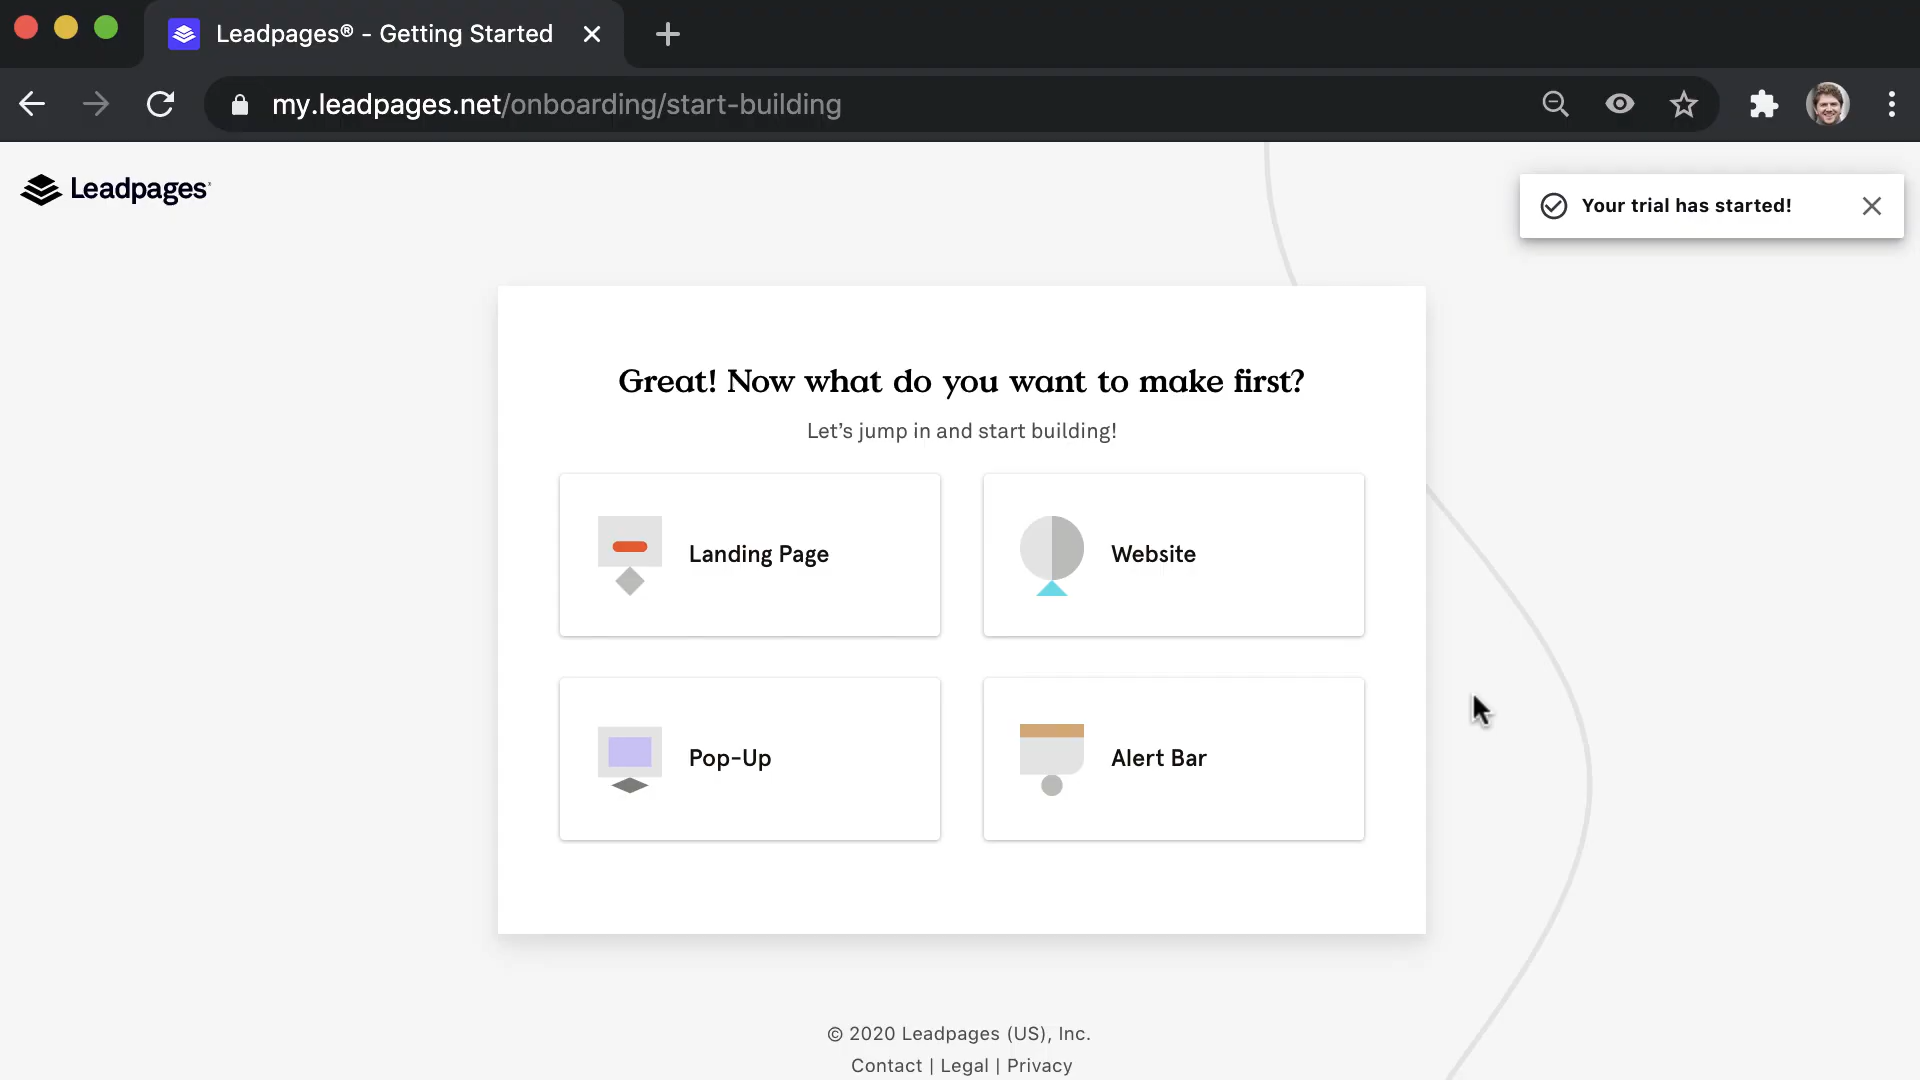 Leadpages® - Getting Started
my.leadpages.net/onboarding/start-building
Leadpages
Your trial has started!
Great! Now what do you want to make first?
Let's jump in and start building!
Landing Page
Website
Pop-Up
Alert Bar
© 2020 Leadpages (US), Inc.
Contact | Legal | Privacy